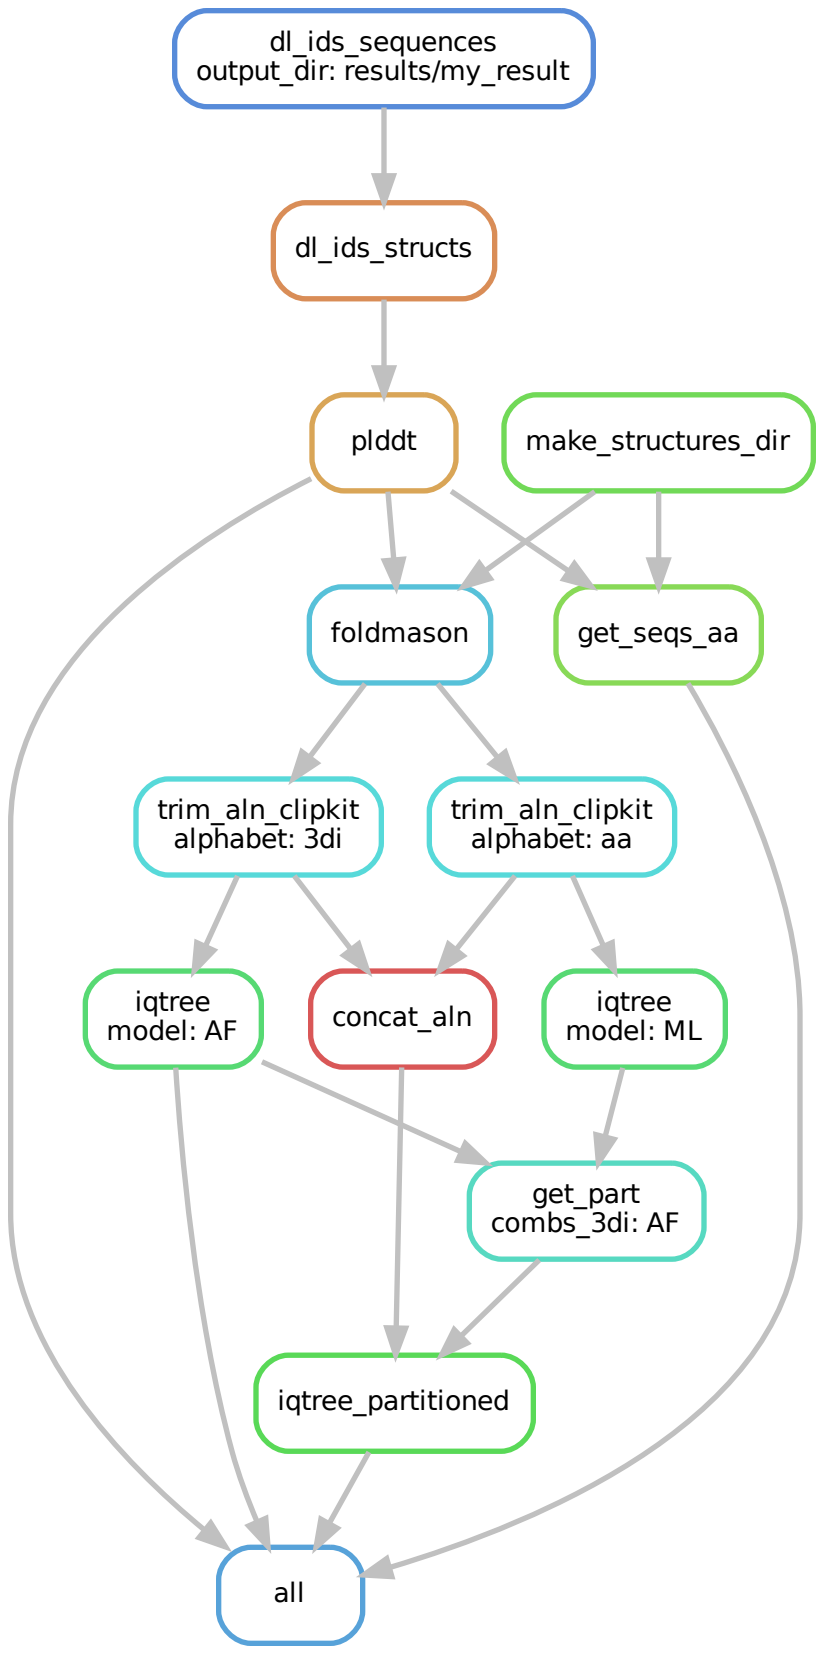 dl_ids_sequences
output_dir: results/my_result
dl_ids_structs
plddt
make_structures_dir
foldmason
get_seqs_aa
trim_aln_clipkit
alphabet: 3di
trim_aln_clipkit
alphabet: aa
iqtree
model: AF
concat_aln
iqtree
model: ML
get_part
combs_3di: AF
iqtree_partitioned
all